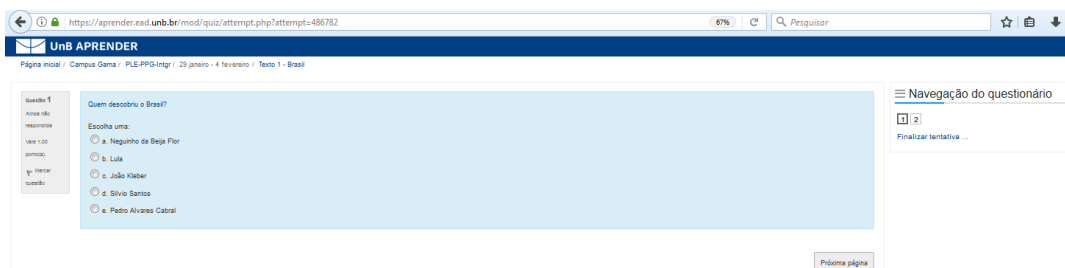 https://aprender.ead.unb.br/mod/quiz/attempt.php?attempt=486782
67%
Pesquisar
UnB APRENDER
Página inicial / Campus Gama / PLE-PPG-Intgr / 29 janeiro - 4 fevereiro / Texto 1 - Brasil
Questão 1
Ainda não
respondida
Vale 1,00
ponto(s).
Marcar
questão
Quem descobriu o Brasil?
Escolha uma:
a. Neguinho da Beija Flor
b. Lula
c. João Kleber
d. Silvio Santos
e. Pedro Alvares Cabral
Próxima página
Navegação do questionário
1 2
Finalizar tentativa ...